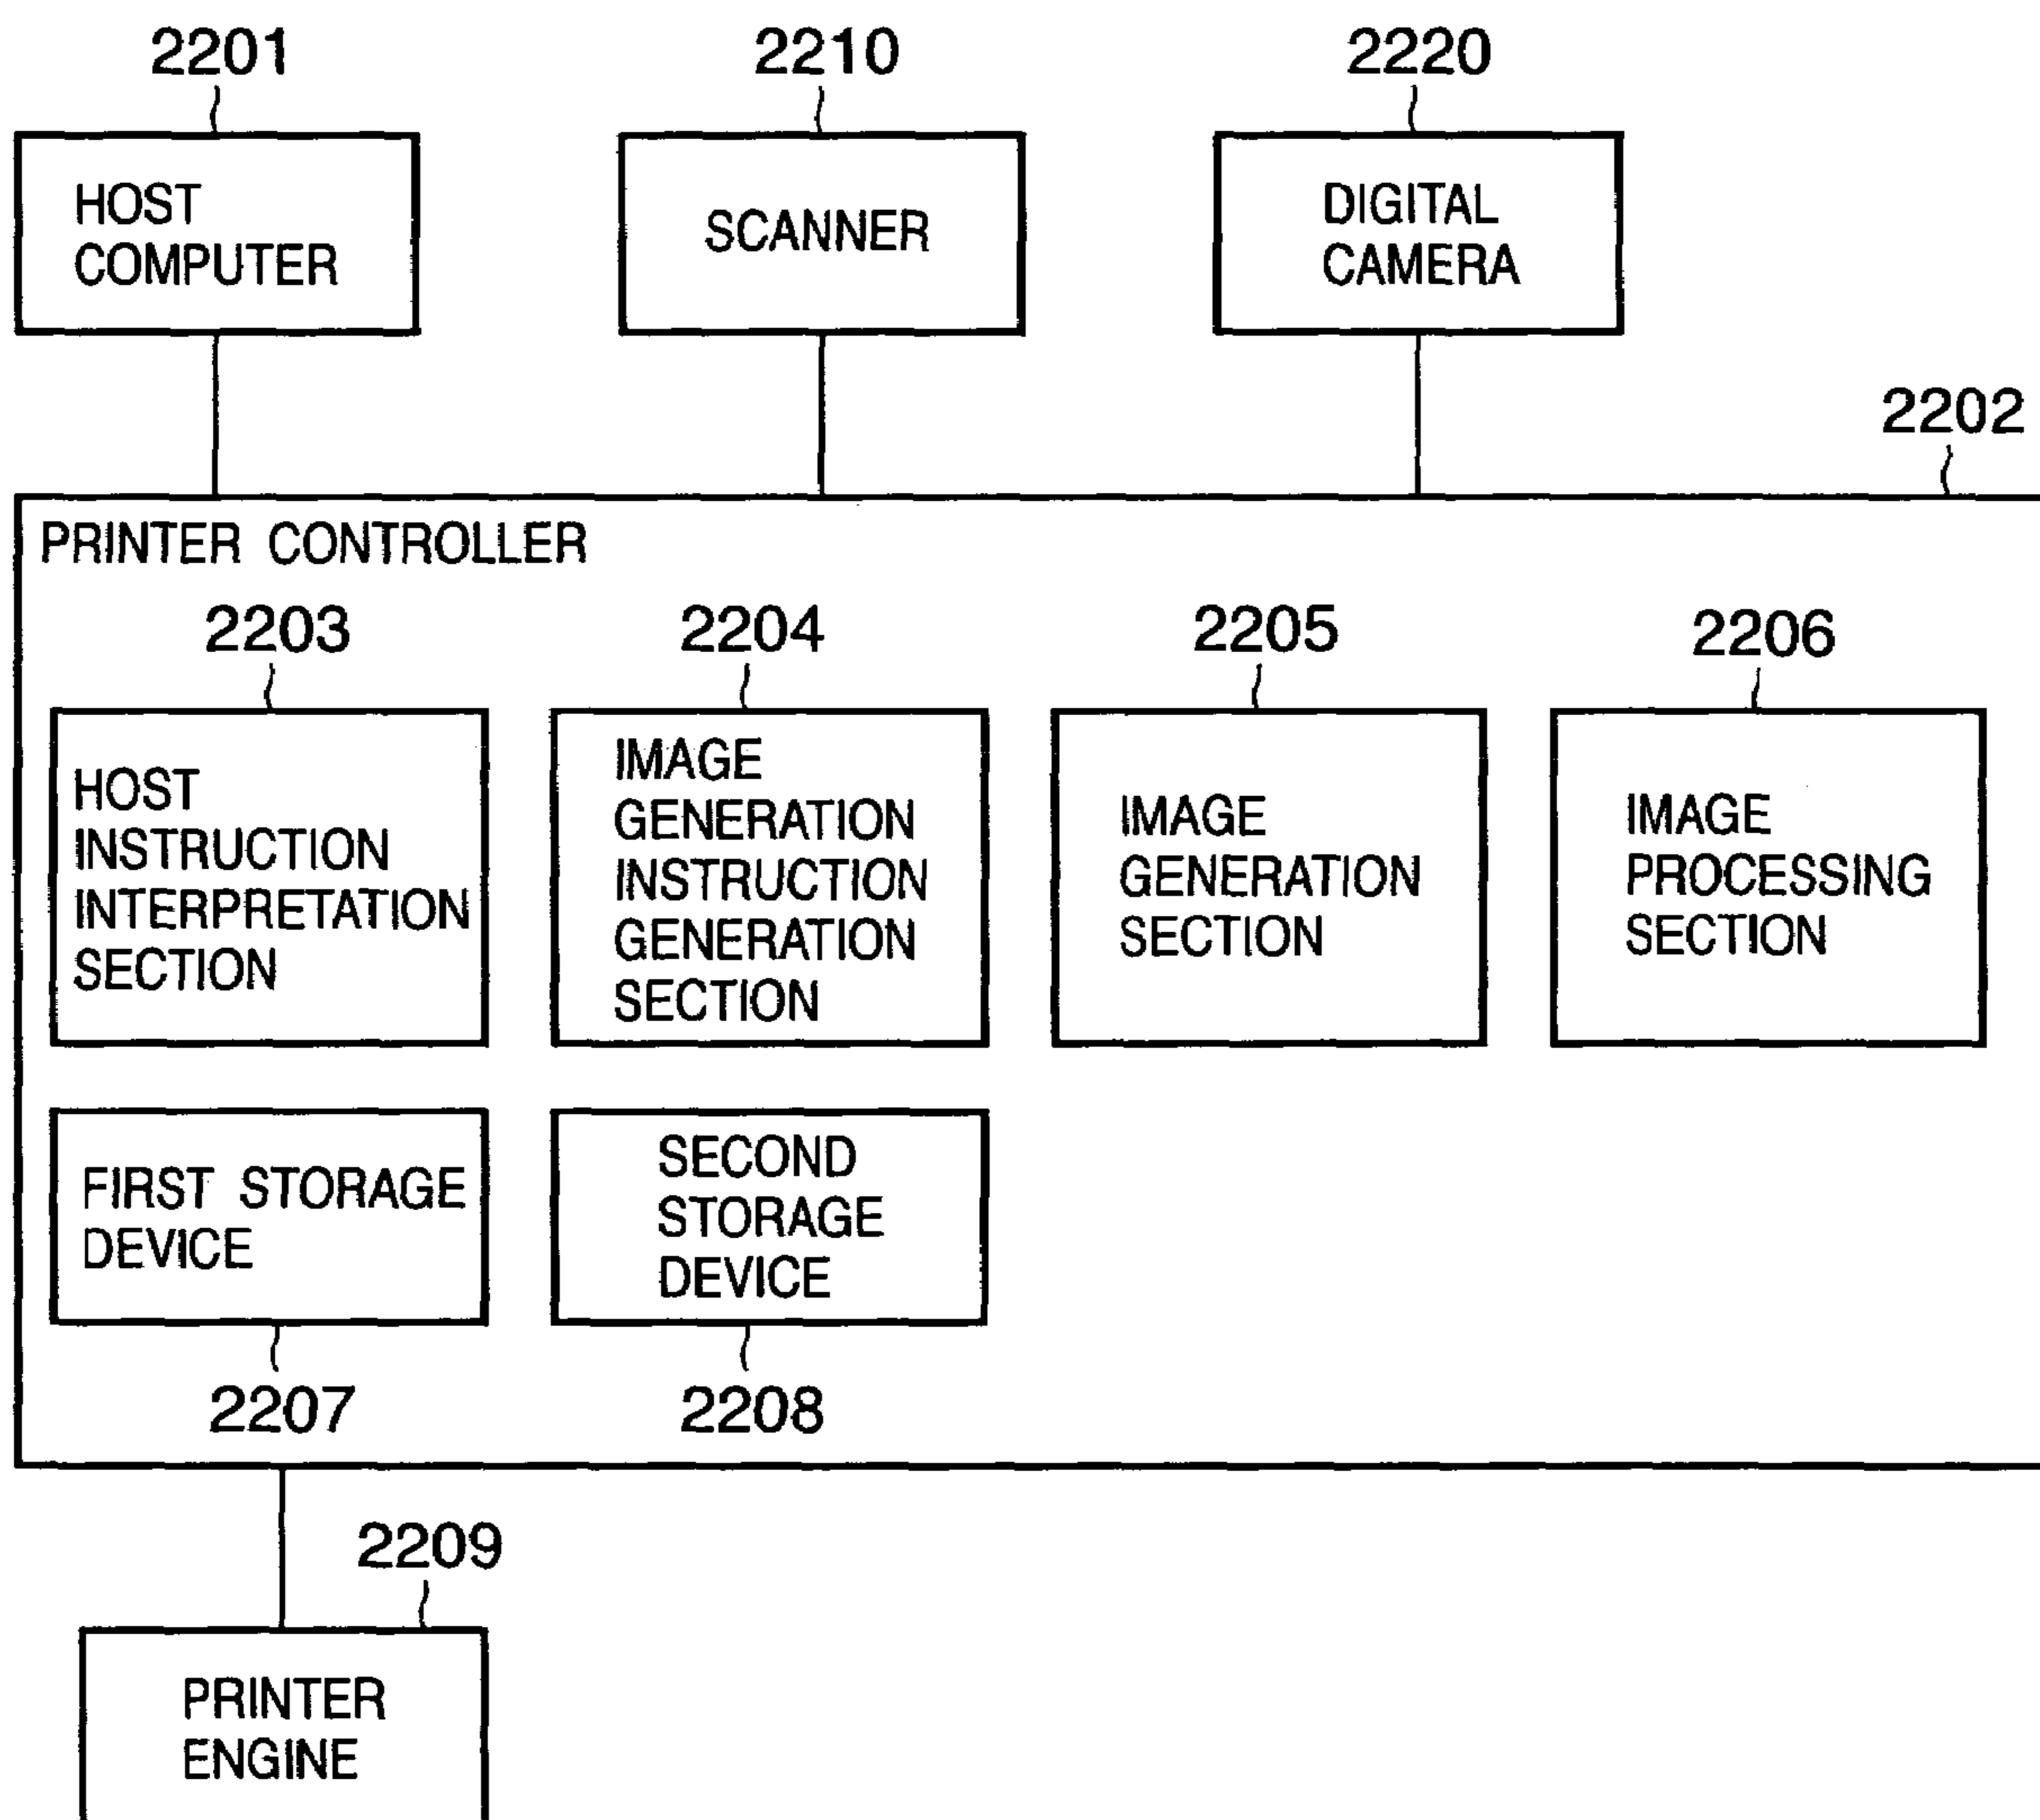 2201
2210
2220
HOST
COMPUTER
SCANNER
DIGITAL
CAMERA
2202
PRINTER CONTROLLER
2203
2204
2205
2206
HOST
INSTRUCTION
INTERPRETATION
SECTION
IMAGE
GENERATION
INSTRUCTION
GENERATION
SECTION
IMAGE
GENERATION
SECTION
IMAGE
PROCESSING
SECTION
FIRST STORAGE
DEVICE
SECOND
STORAGE
DEVICE
2207
2208
2209
PRINTER
ENGINE